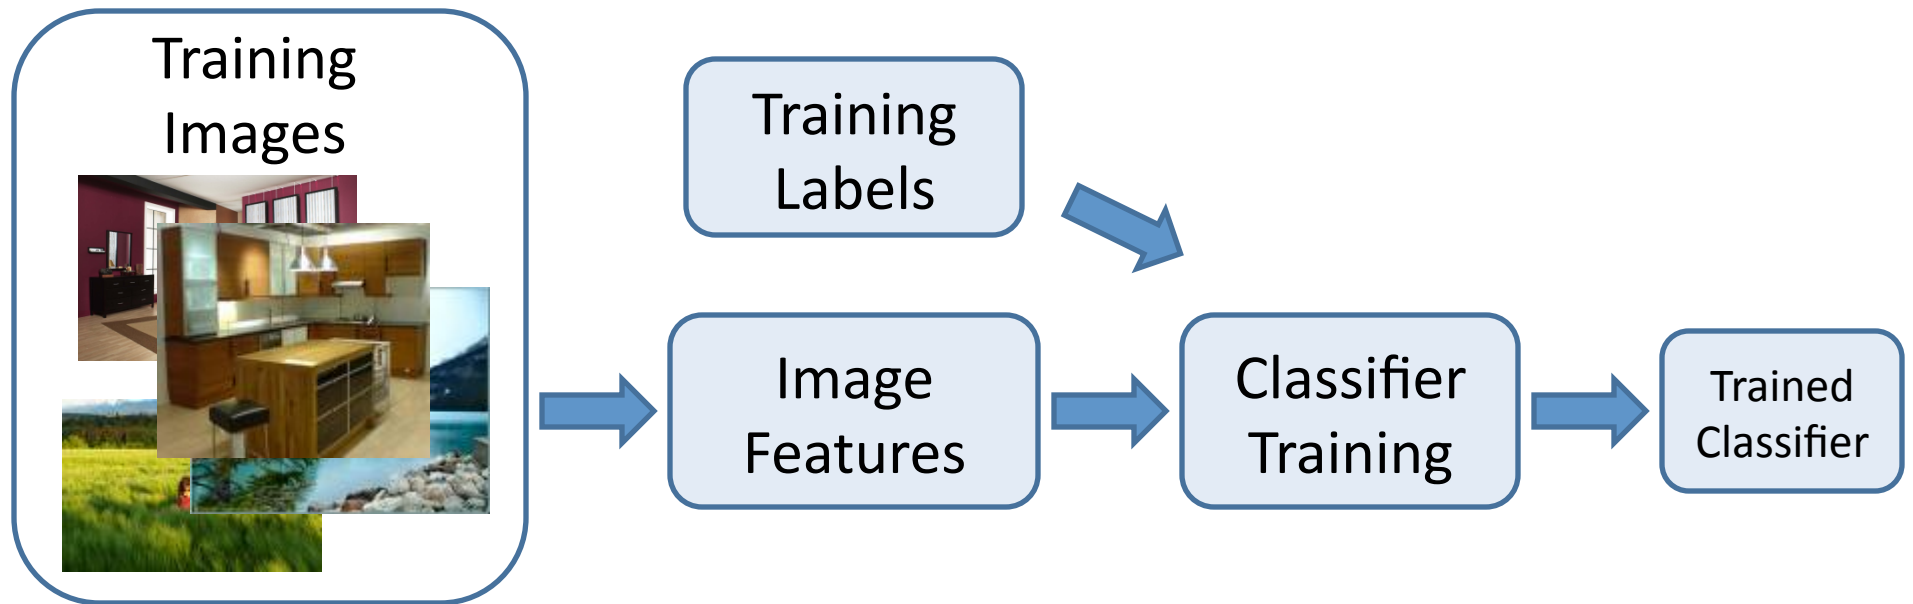 Training
Images
Training
Labels
Image
Features
Classifier
Training
Trained
Classifier